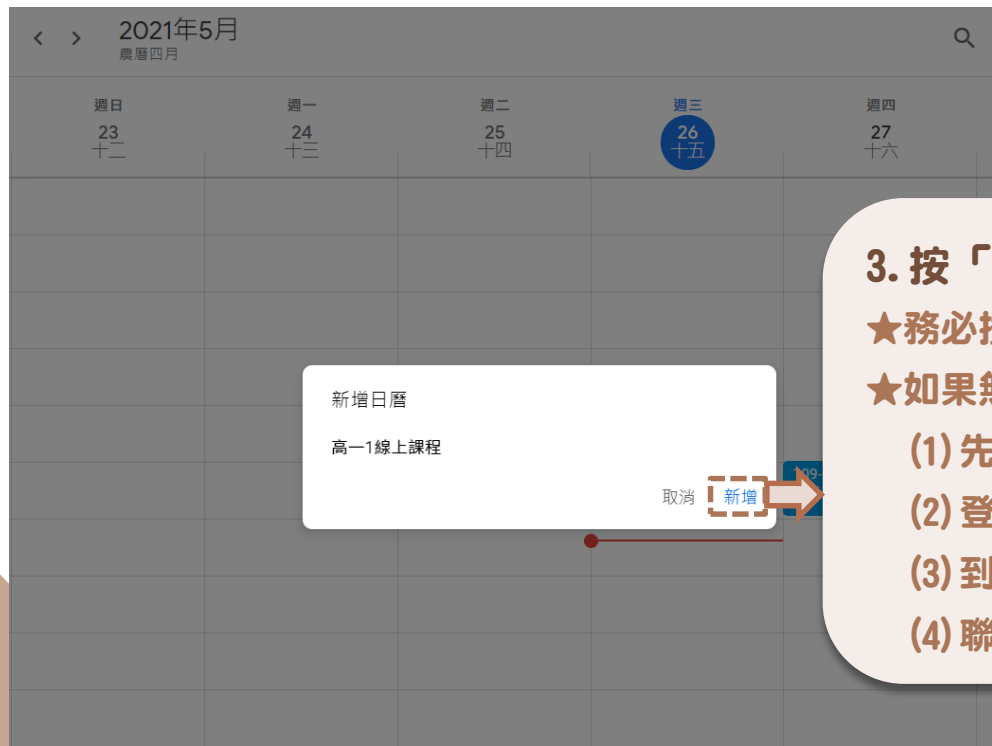 2021年5月
農曆四月
週日
週一
週二
週三
週四
23
24
25
26
27
十二
十三
十四
十五
十六
新增日曆
高一1線上課程
取消
新增
109-
3. 按「
★務必按
★如果無
(1) 先
(2) 登
(3) 到
(4) 聯